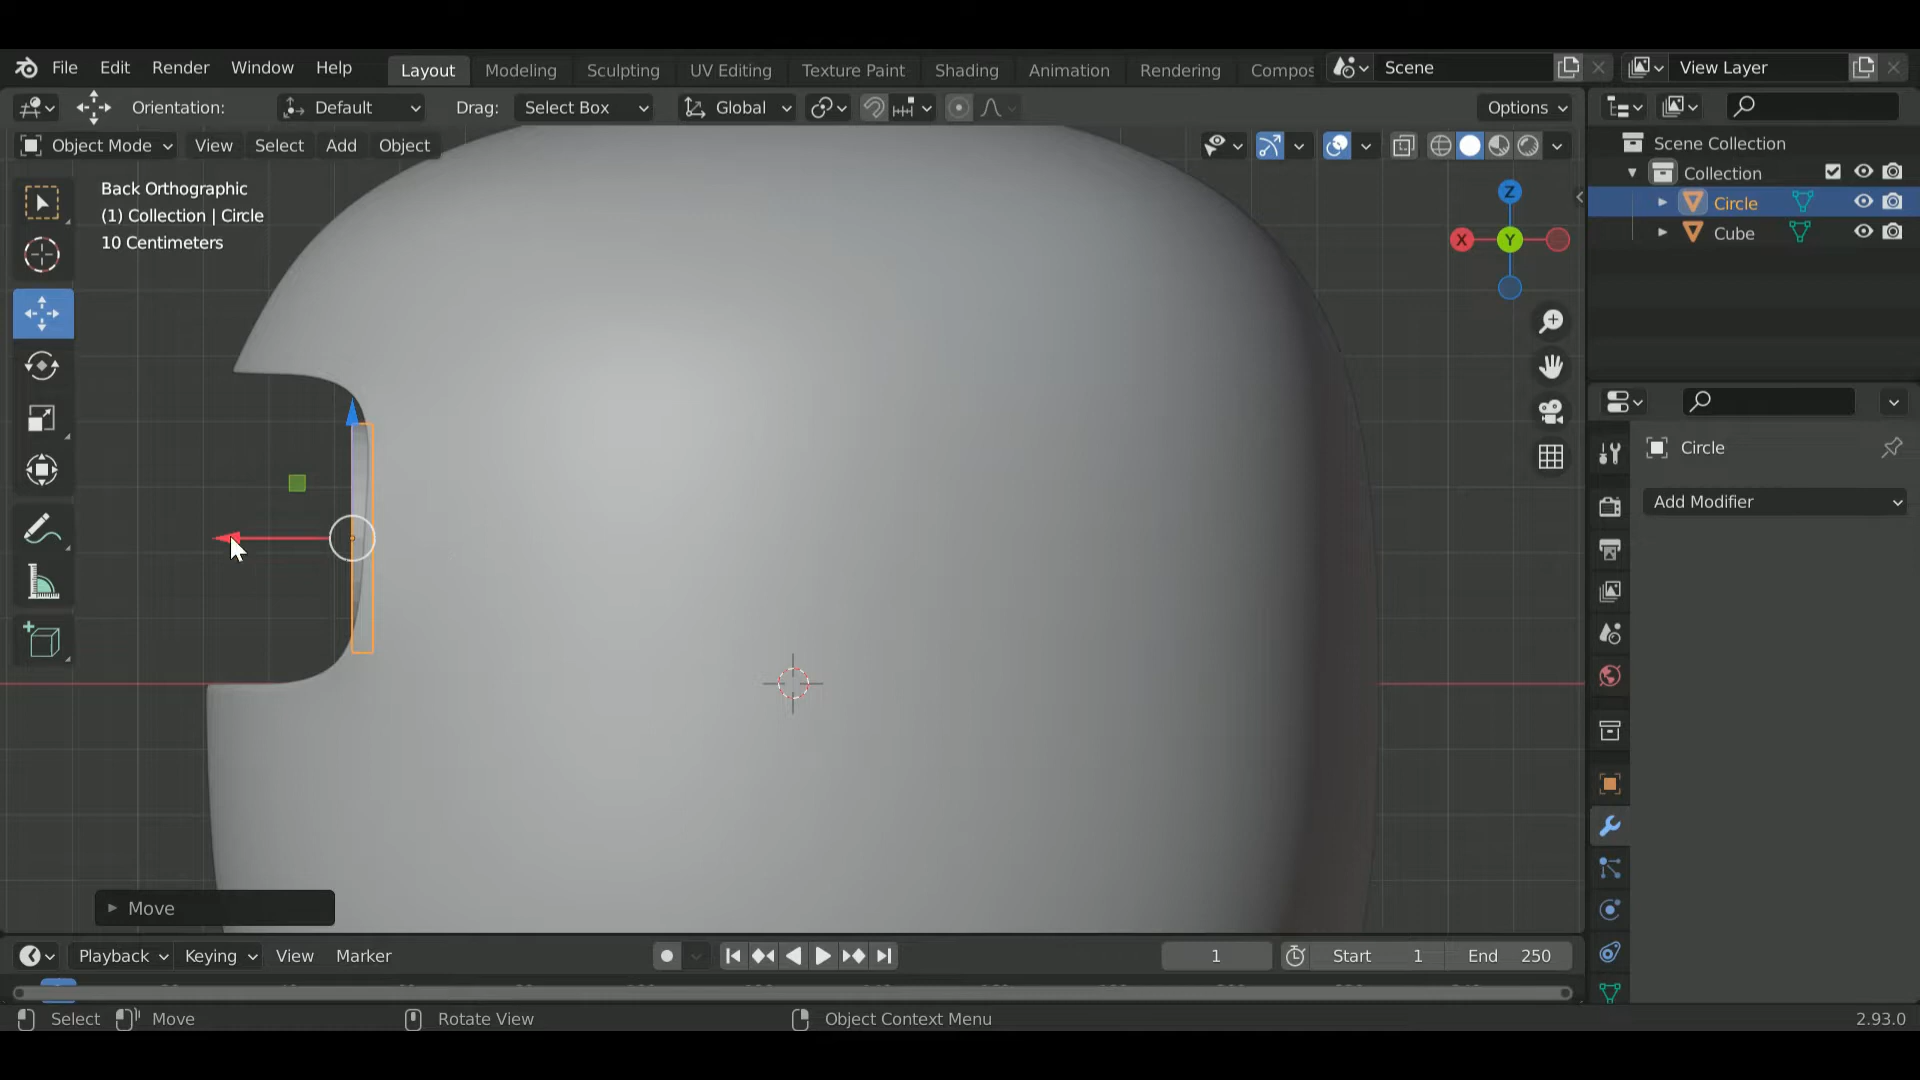 File Edit Render Window Help Layout Modeling Sculpting UV Editing Texture Paint Shading Animation Rendering Compos Scene View Layer
Orientation: Default Drag: Select Box Global Options
Object Mode View Select Add Object
Scene Collection
Collection
Circle
Cube
Back Orthographic
(1) Collection | Circle
10 Centimeters
Z
X
Y
Circle
Add Modifier
Move
Playback Keying View Marker 1 Start 1 End 250
Select Move Rotate View Object Context Menu 2.93.0